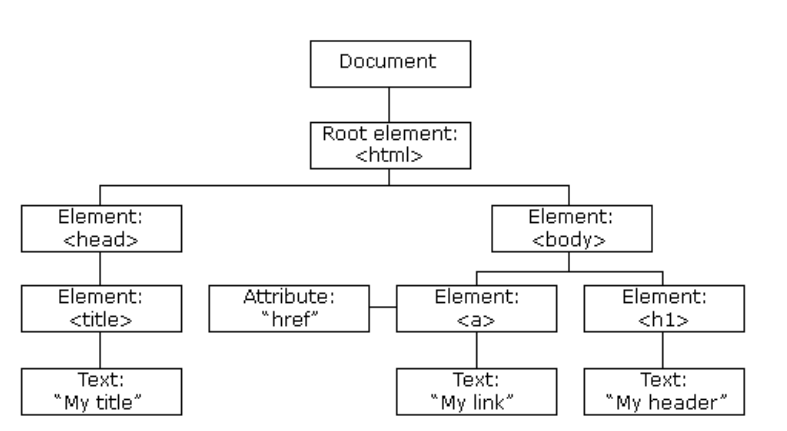 Document
Root element:
<html>
Element:
<head>
Element:
<body>
Element:
<title>
Attribute:
“href”
Element:
<a>
Element:
<h1>
Text:
“My title”
Text:
“My link”
Text:
“My header”